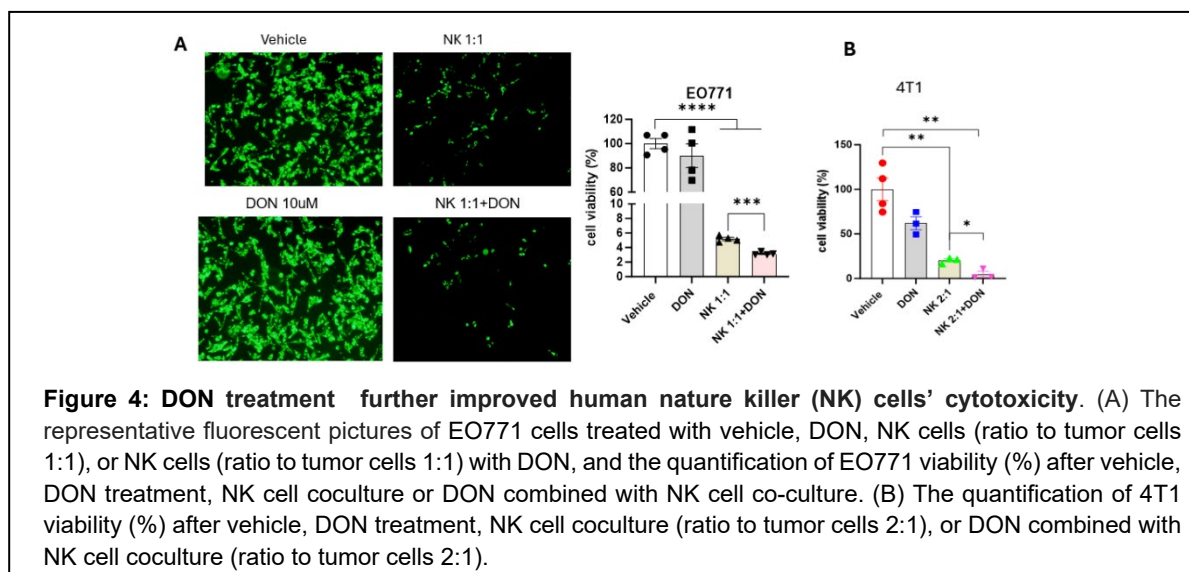 A
Vehicle
NK 1:1
DON 10uM
NK 1:1+DON
EO771
****
***
120
100
80
60
10
8
6
4
2
0
cell viability (%)
Vehicle
DON
NK 1:1
NK 1:1+DON
B
4T1
**
**
*
150
100
50
0
cell viability (%)
Vehicle
DON
NK 2:1
NK 2:1+DON
Figure 4: DON treatment further improved human nature killer (NK) cells’ cytotoxicity. (A) The
representative fluorescent pictures of EO771 cells treated with vehicle, DON, NK cells (ratio to tumor cells
1:1), or NK cells (ratio to tumor cells 1:1) with DON, and the quantification of EO771 viability (%) after vehicle,
DON treatment, NK cell coculture or DON combined with NK cell co-culture. (B) The quantification of 4T1
viability (%) after vehicle, DON treatment, NK cell coculture (ratio to tumor cells 2:1), or DON combined with
NK cell coculture (ratio to tumor cells 2:1).